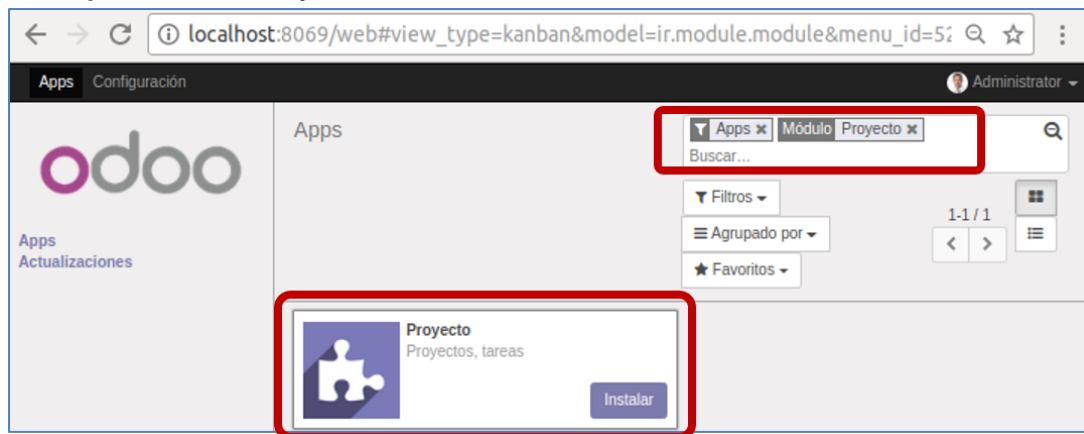 localhost:8069/web#view_type=kanban&model=ir.module.module&menu_id=52
Apps Configuración Administrator
odoo
Apps
Actualizaciones
Apps
Apps Módulo Proyecto
Buscar...
Filtros
Agrupado por
Favoritos
1-1 / 1
Proyecto
Proyectos, tareas
Instalar